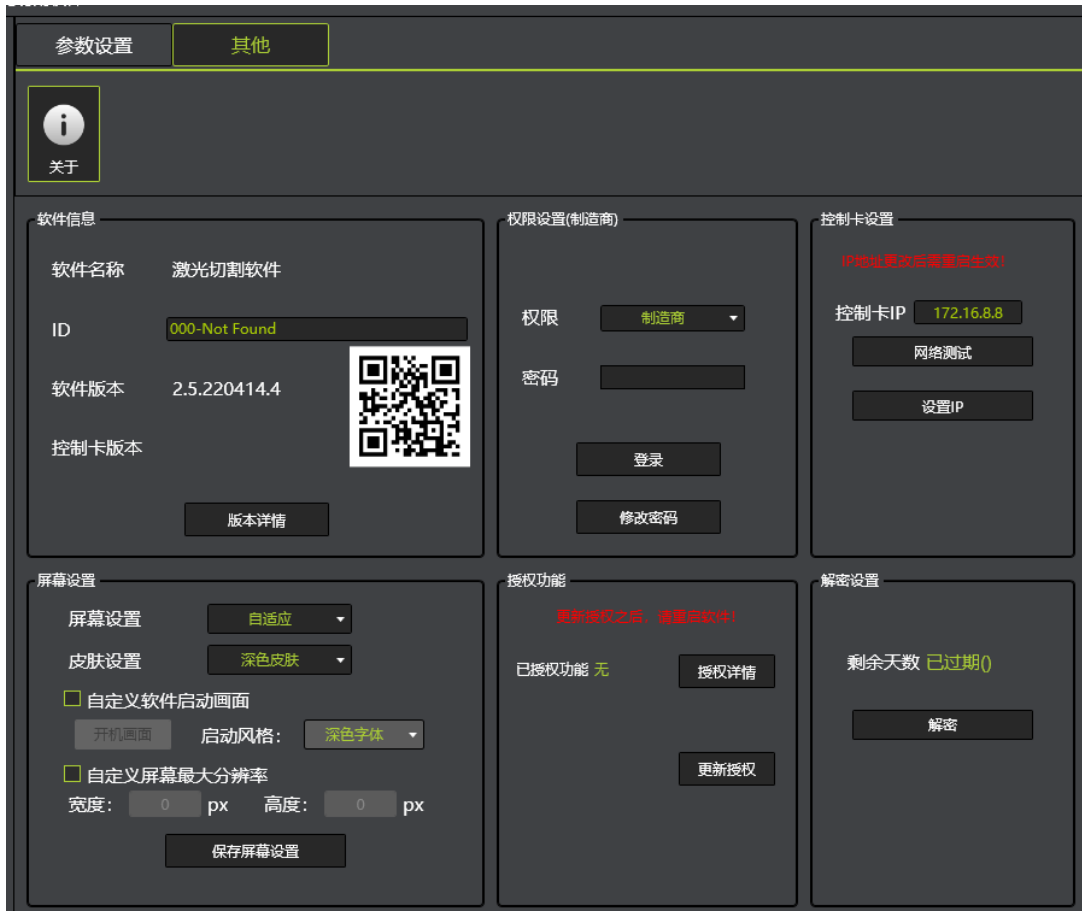 参数设置
其他
关于
软件信息
软件名称
激光切割软件
ID
000-Not Found
软件版本
2.5.220414.4
控制卡版本
版本详情
权限设置(制造商)
权限
制造商
密码
登录
修改密码
控制卡设置
IP地址更改后需重启生效!
控制卡IP
172.16.8.8
网络测试
设置IP
屏幕设置
屏幕设置
自适应
皮肤设置
深色皮肤
自定义软件启动画面
开机画面
启动风格:
深色字体
自定义屏幕最大分辨率
宽度:
0
px
高度:
0
px
保存屏幕设置
授权功能
更新授权之后，请重启软件!
已授权功能 无
授权详情
更新授权
解密设置
剩余天数 已过期()
解密